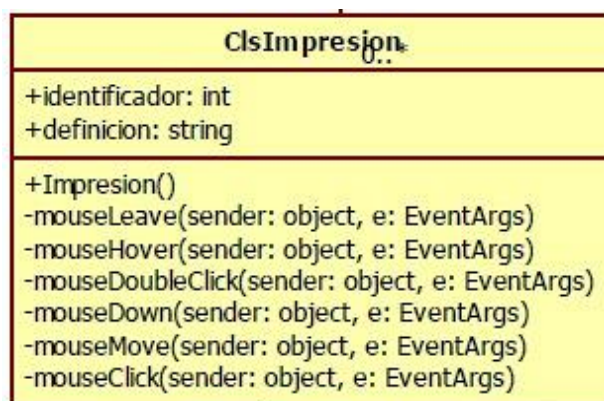 ClsImpresion
0..*
+identificador: int
+definicion: string
+Impresion()
-mouseLeave(sender: object, e: EventArgs)
-mouseHover(sender: object, e: EventArgs)
-mouseDoubleClick(sender: object, e: EventArgs)
-mouseDown(sender: object, e: EventArgs)
-mouseMove(sender: object, e: EventArgs)
-mouseClick(sender: object, e: EventArgs)